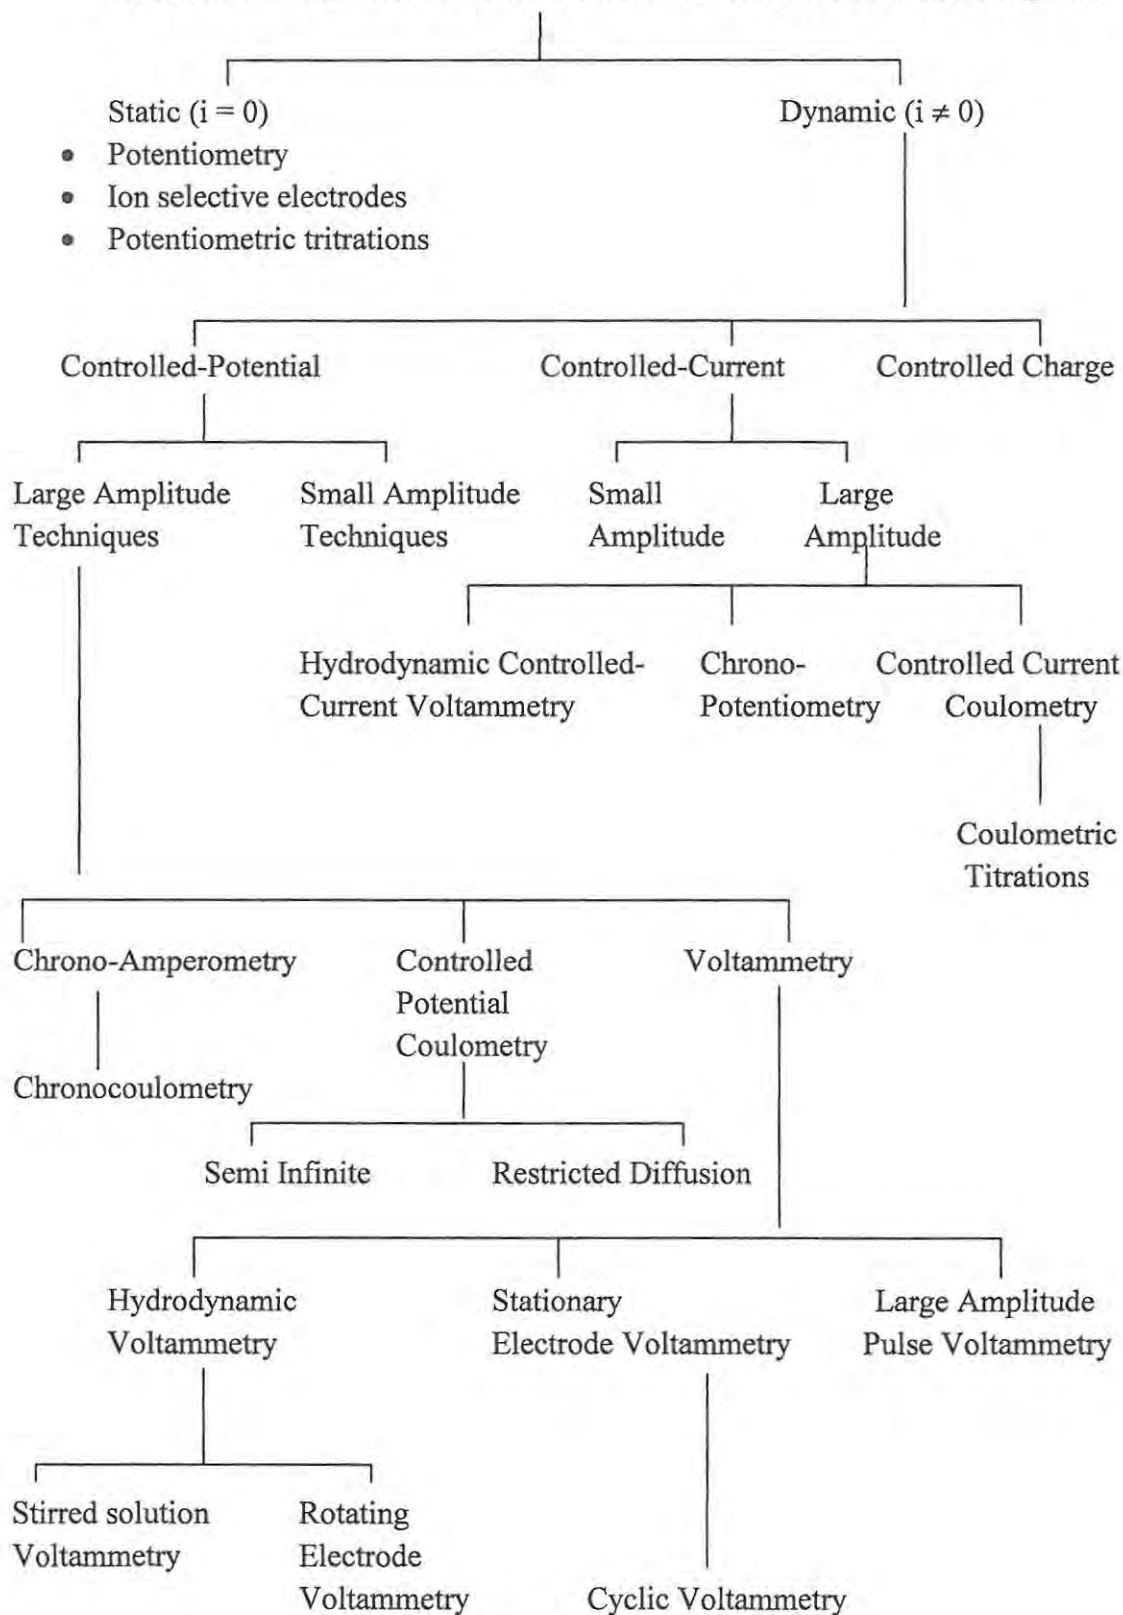 Static (i = 0)
Dynamic (i ≠ 0)
• Potentiometry
• Ion selective electrodes
• Potentiometric tritrations
Controlled-Potential
Controlled-Current
Controlled Charge
Large Amplitude
Techniques
Small Amplitude
Techniques
Small
Amplitude
Large
Amplitude
Hydrodynamic Controlled-
Current Voltammetry
Chrono-
Potentiometry
Controlled Current
Coulometry
Coulometric
Titrations
Chrono-Amperometry
Controlled
Potential
Coulometry
Voltammetry
Chronocoulometry
Semi Infinite
Restricted Diffusion
Hydrodynamic
Voltammetry
Stationary
Electrode Voltammetry
Large Amplitude
Pulse Voltammetry
Stirred solution
Voltammetry
Rotating
Electrode
Voltammetry
Cyclic Voltammetry